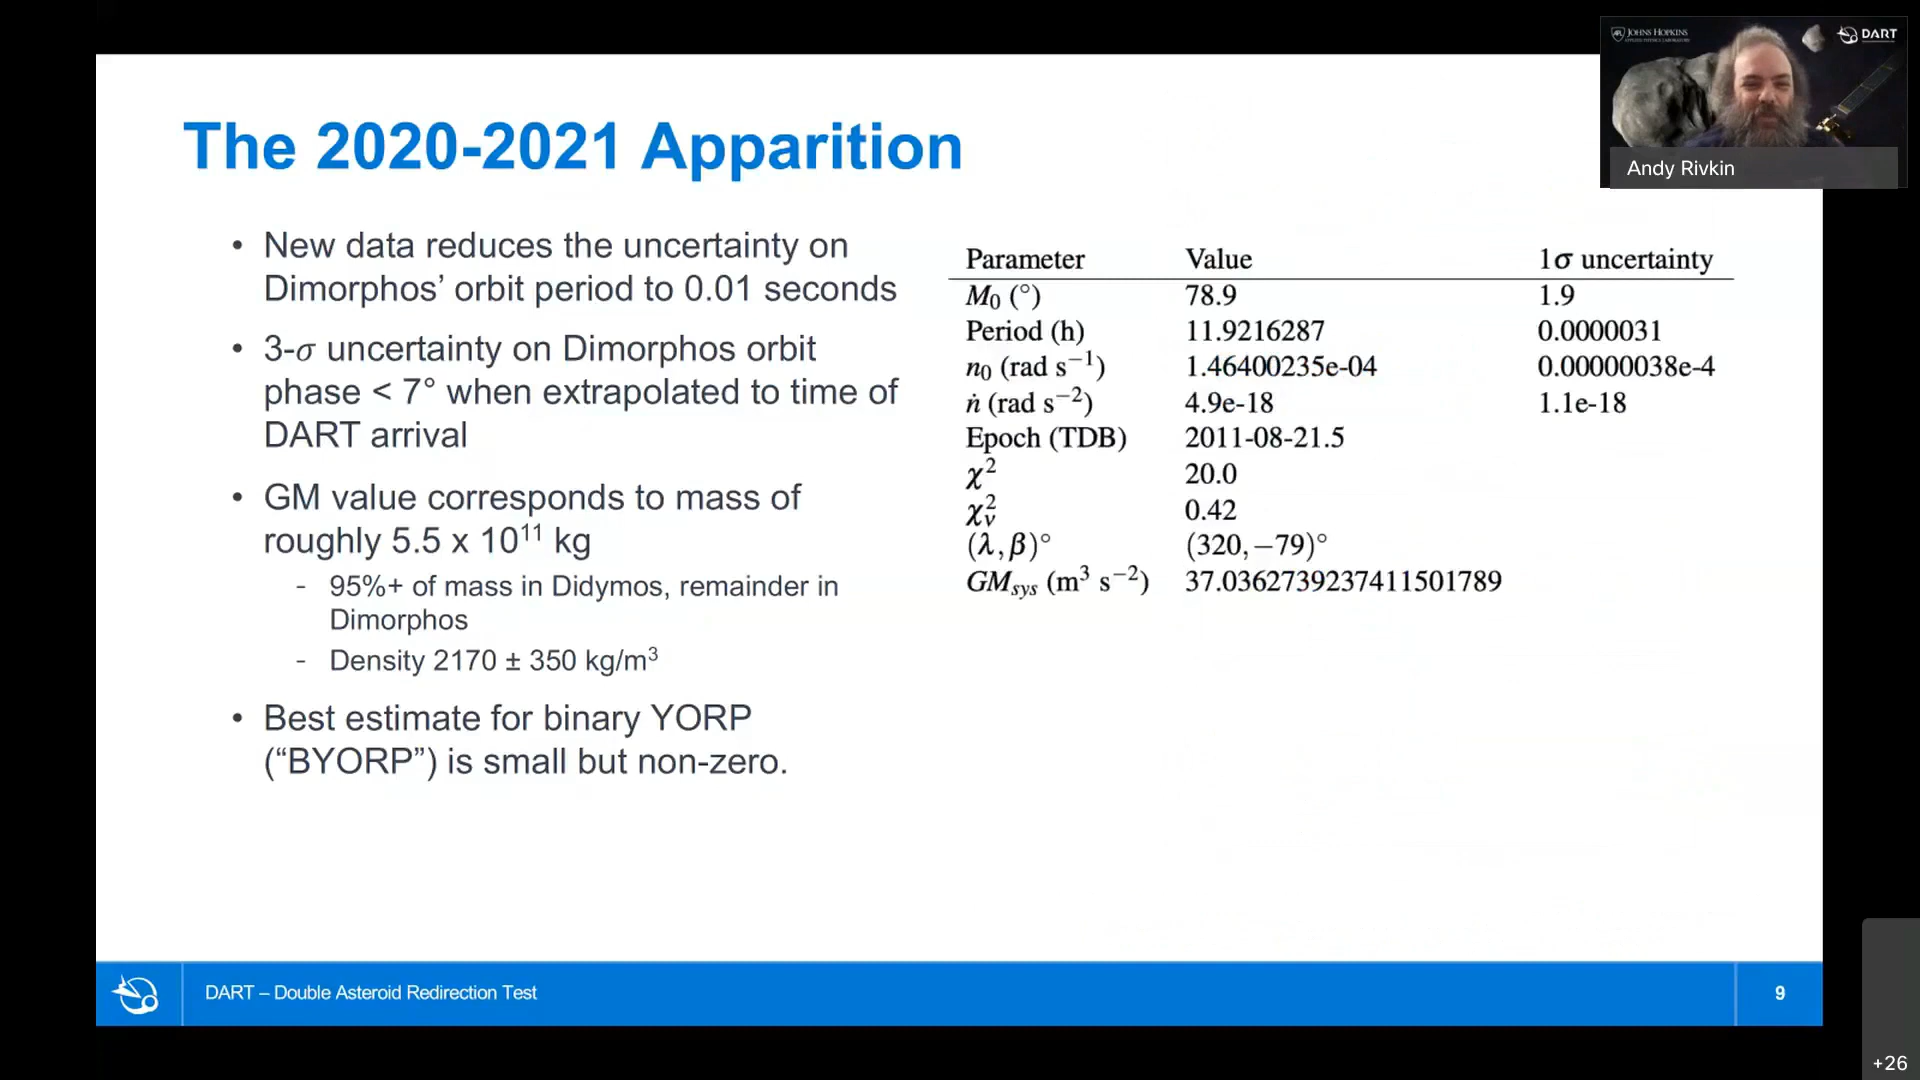 JOHNS HOPKINS
APPLIED PHYSICS LABORATORY
DART
Andy Rivkin
The 2020-2021 Apparition
• New data reduces the uncertainty on
Dimorphos’ orbit period to 0.01 seconds
• 3-σ uncertainty on Dimorphos orbit
phase < 7° when extrapolated to time of
DART arrival
• GM value corresponds to mass of
roughly 5.5 x 10¹¹ kg
- 95%+ of mass in Didymos, remainder in
Dimorphos
- Density 2170 ± 350 kg/m³
• Best estimate for binary YORP
(“BYORP”) is small but non-zero.
Parameter Value 1σ uncertainty
M₀ (°) 78.9 1.9
Period (h) 11.9216287 0.0000031
n₀ (rad s⁻¹) 1.46400235e-04 0.00000038e-4
ṅ (rad s⁻²) 4.9e-18 1.1e-18
Epoch (TDB) 2011-08-21.5
χ² 20.0
χ²ᵥ 0.42
(λ, β)° (320, −79)°
GMsys (m³ s⁻²) 37.0362739237411501789
DART – Double Asteroid Redirection Test
9
+26